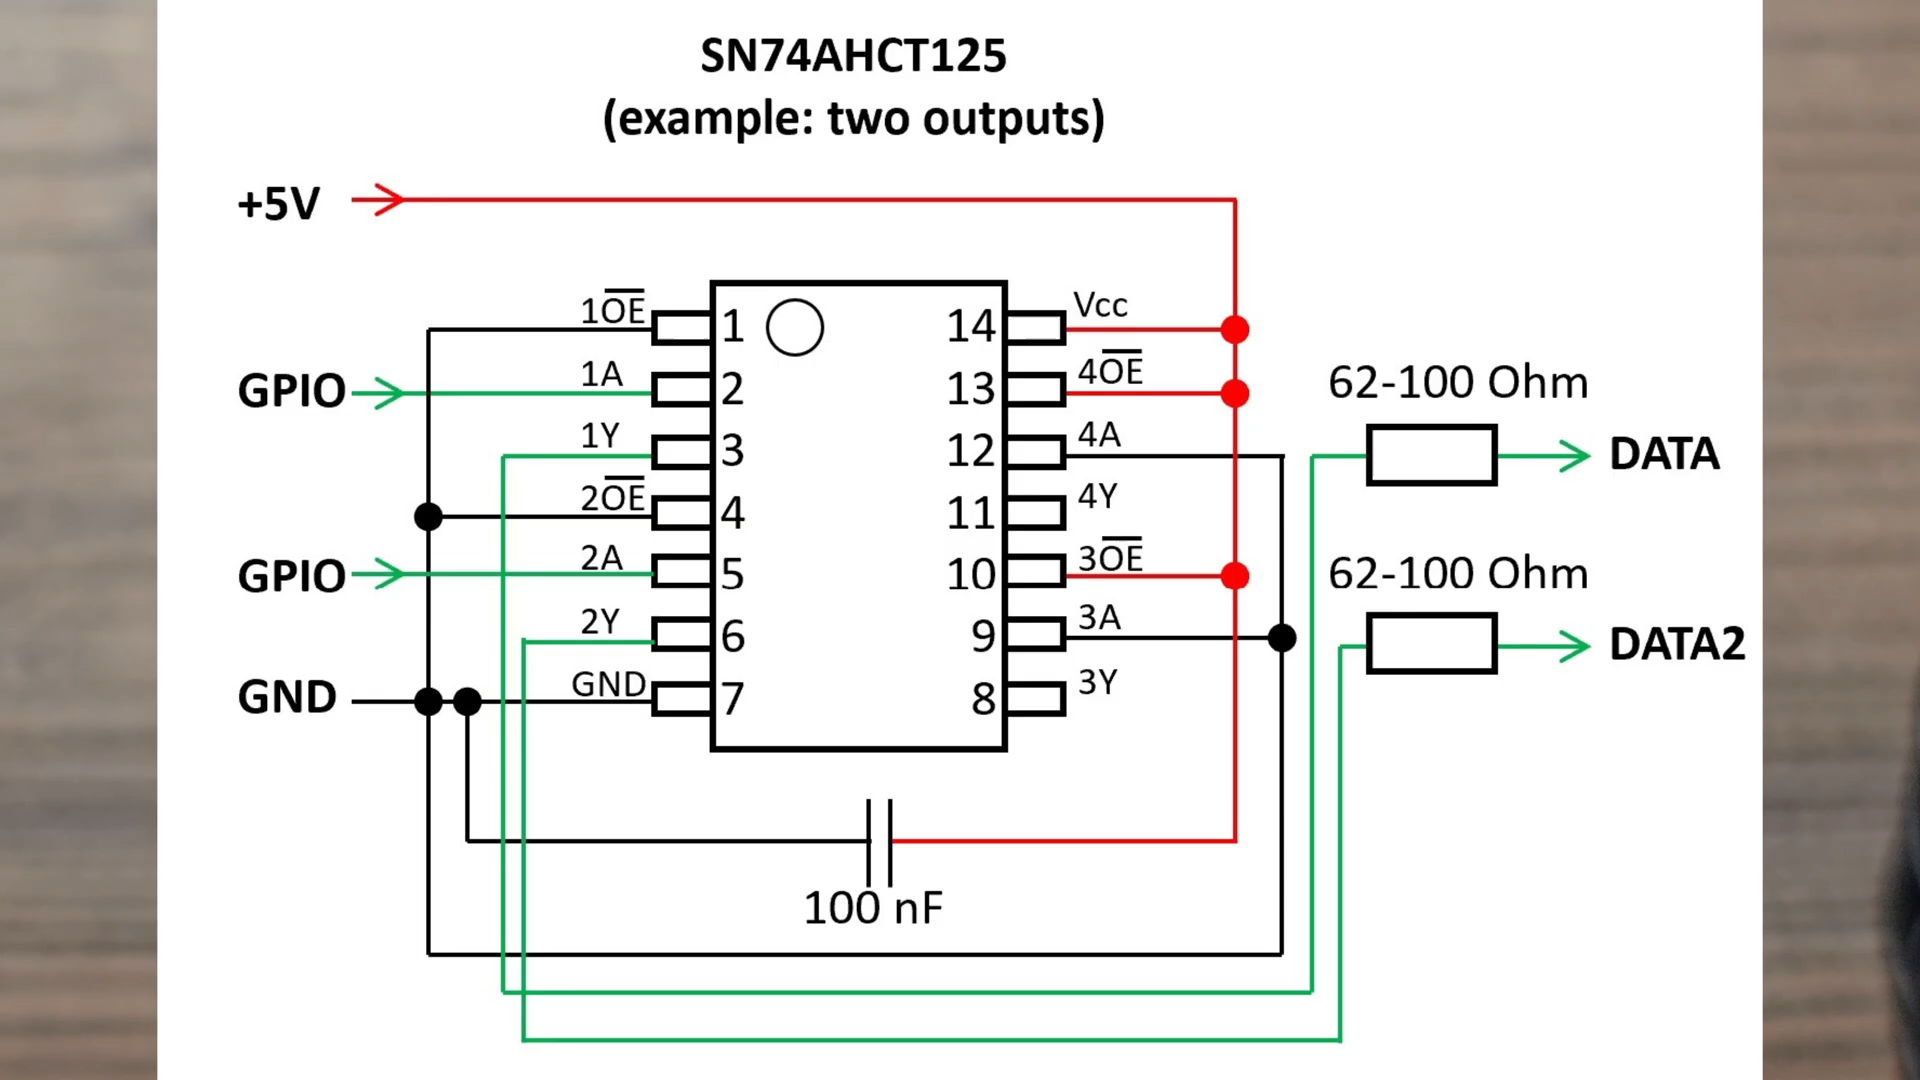 SN74AHCT125
(example: two outputs)
+5V
1OE
1
14
Vcc
GPIO
1A
2
13
4OE
62-100 Ohm
1Y
3
12
4A
DATA
2OE
4
11
4Y
GPIO
2A
5
10
3OE
62-100 Ohm
2Y
6
9
3A
DATA2
GND
GND
7
8
3Y
100 nF